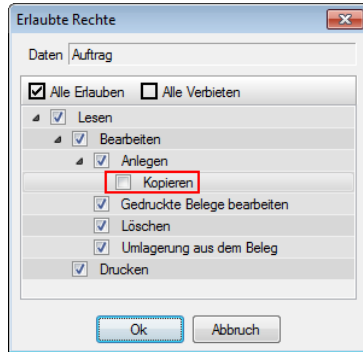 Erlaubte Rechte
Daten Auftrag
Alle Erlauben Alle Verbieten
Lesen
Bearbeiten
Anlegen
Kopieren
Gedruckte Belege bearbeiten
Löschen
Umlagerung aus dem Beleg
Drucken
Ok Abbruch